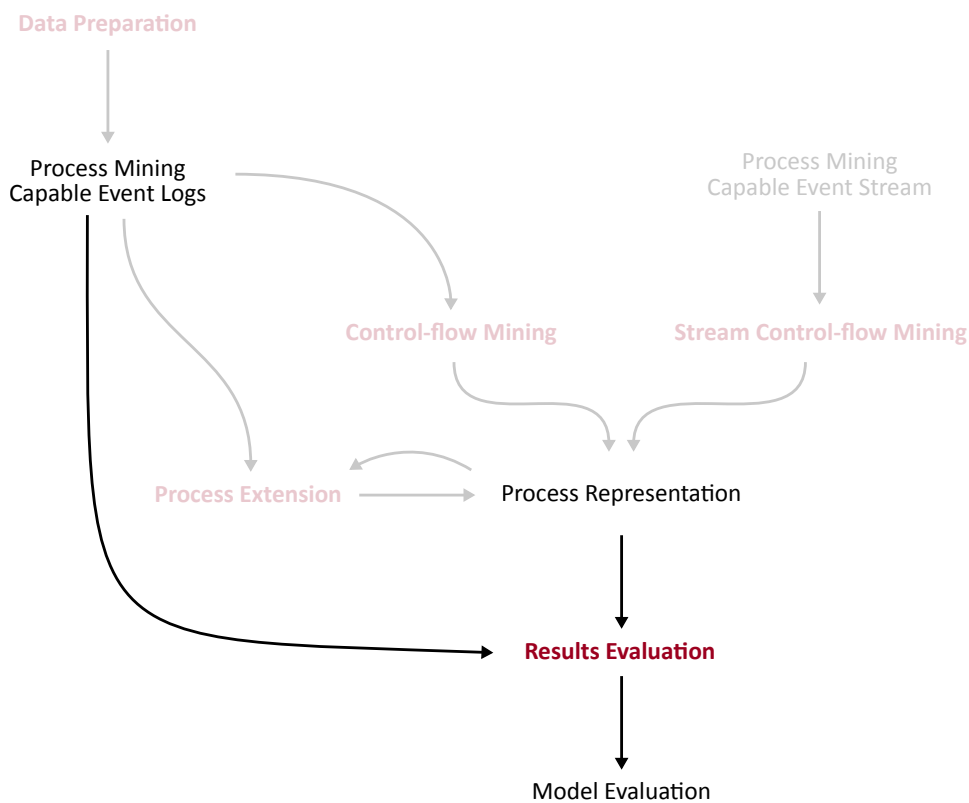 Data Preparation
Process Mining
Capable Event Logs
Process Mining
Capable Event Stream
Control-flow Mining
Stream Control-flow Mining
Process Extension
Process Representation
Results Evaluation
Model Evaluation